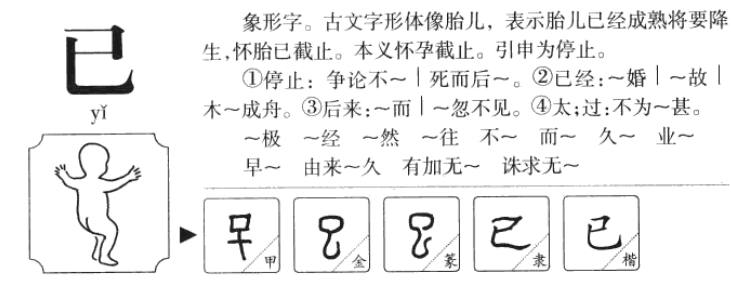 已
yǐ
象形字。古文字形体像胎儿，表示胎儿已经成熟将要降
生,怀胎已截止。本义怀孕截止。引申为停止。
①停止：争论不～｜死而后～。②已经:～婚｜～故｜
木～成舟。③后来:～而｜～忽不见。④太;过:不为～甚。
～极 ～经 ～然 ～往 不～ 而～ 久～ 业～
早～ 由来～久 有加无～ 诛求无～
甲 金 篆 隶 楷